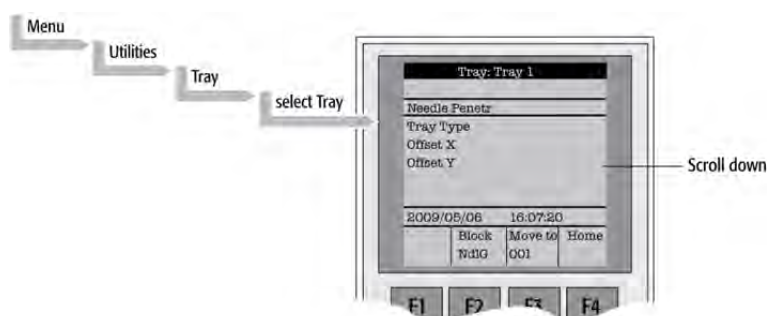 Menu
Utilities
Tray
select Tray
Tray: Tray 1
Needle Penetr
Tray Type
Offset X
Offset Y
Scroll down
2009/05/06 16:07:20
Block Move to Home
NdlG 001
F1 F2 F3 F4